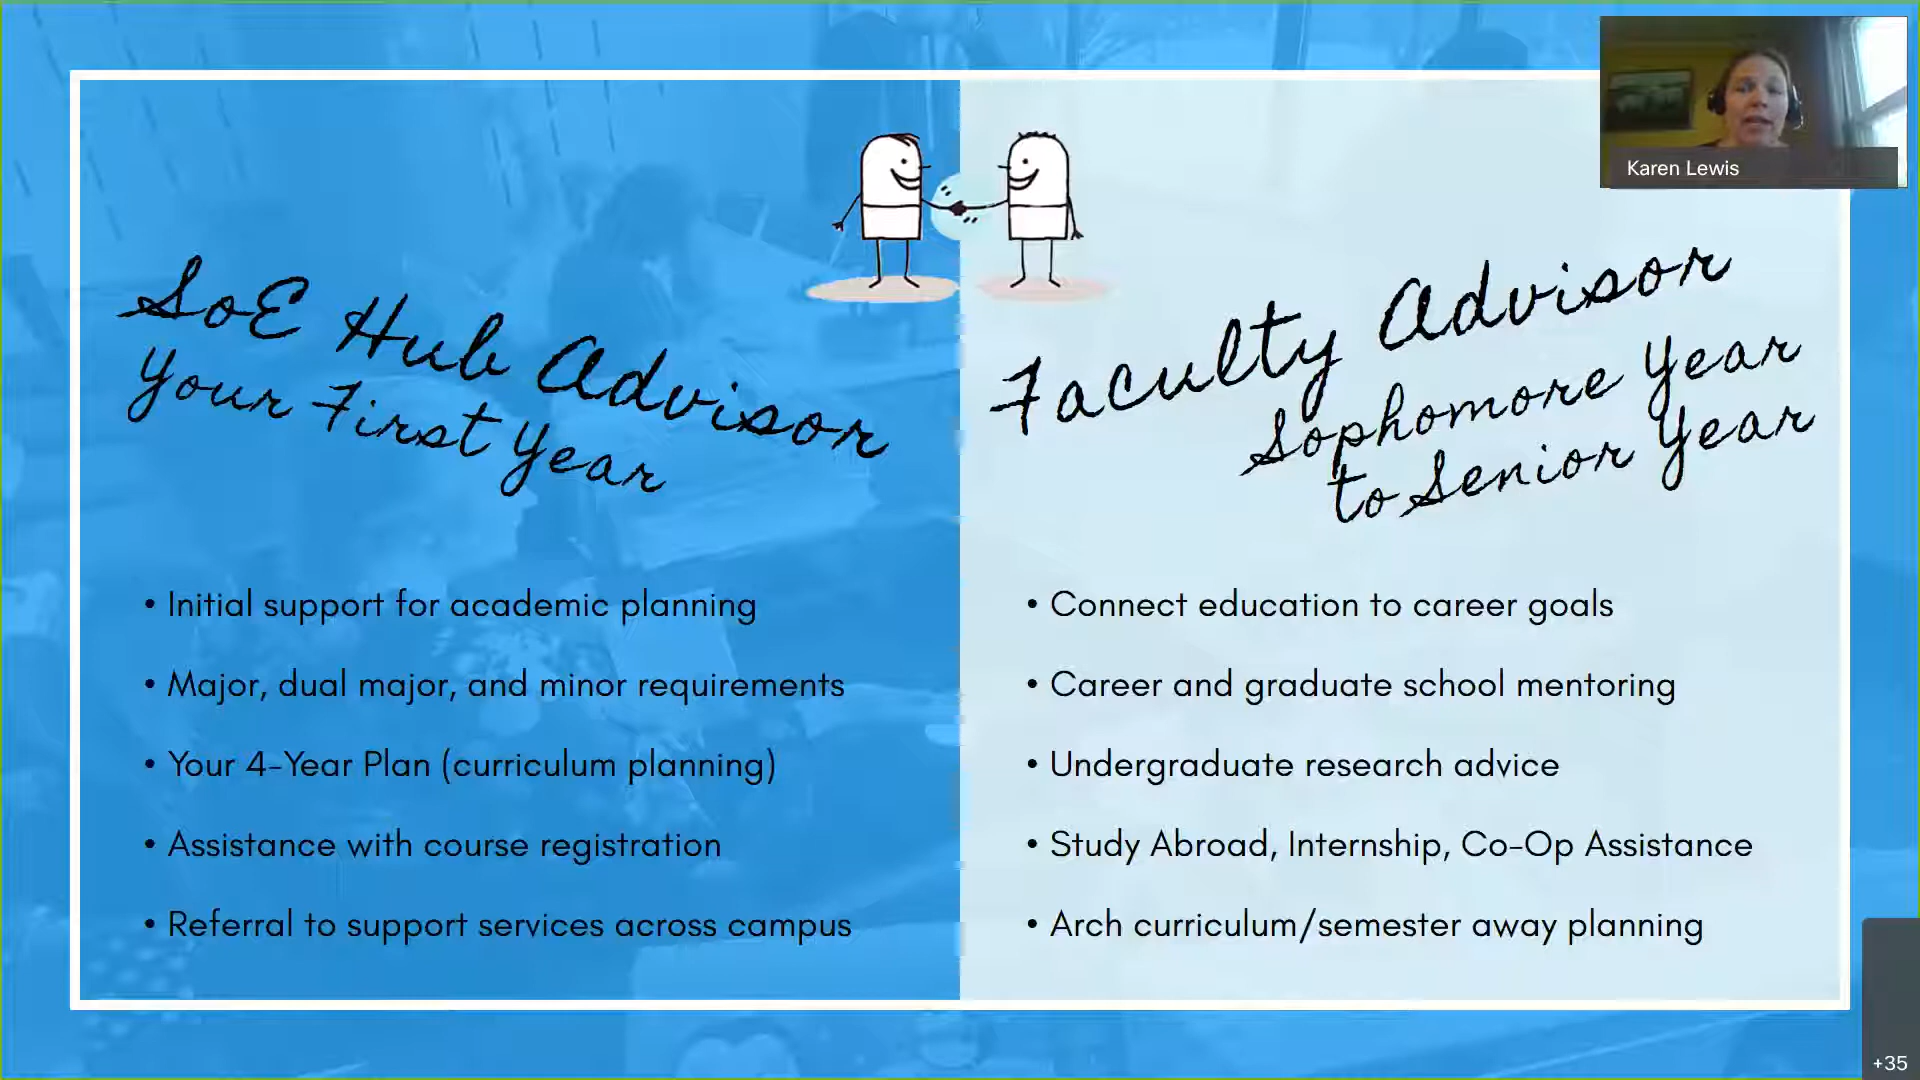 Karen Lewis
SoE Hub Advisor
Your First Year
• Initial support for academic planning
• Major, dual major, and minor requirements
• Your 4-Year Plan (curriculum planning)
• Assistance with course registration
• Referral to support services across campus
Faculty Advisor
Sophomore Year
to Senior Year
• Connect education to career goals
• Career and graduate school mentoring
• Undergraduate research advice
• Study Abroad, Internship, Co-Op Assistance
• Arch curriculum/semester away planning
+35